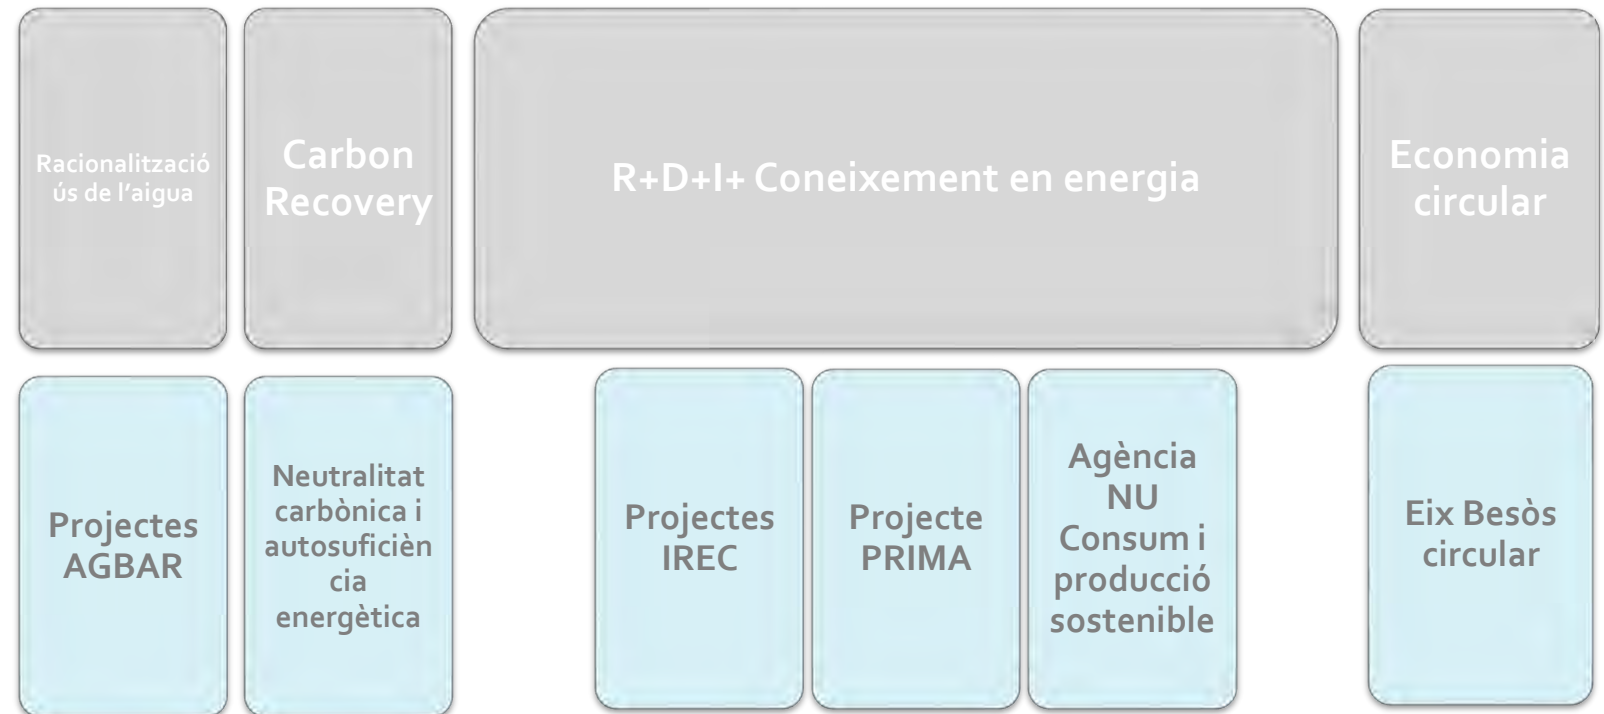 Racionalització
ús de l'aigua
Carbon
Recovery
R+D+I+ Coneixement en energia
Economia
circular
Projectes
AGBAR
Neutralitat
carbònica i
autosuficièn
cia
energètica
Projectes
IREC
Projecte
PRIMA
Agència
NU
Consum i
producció
sostenible
Eix Besòs
circular